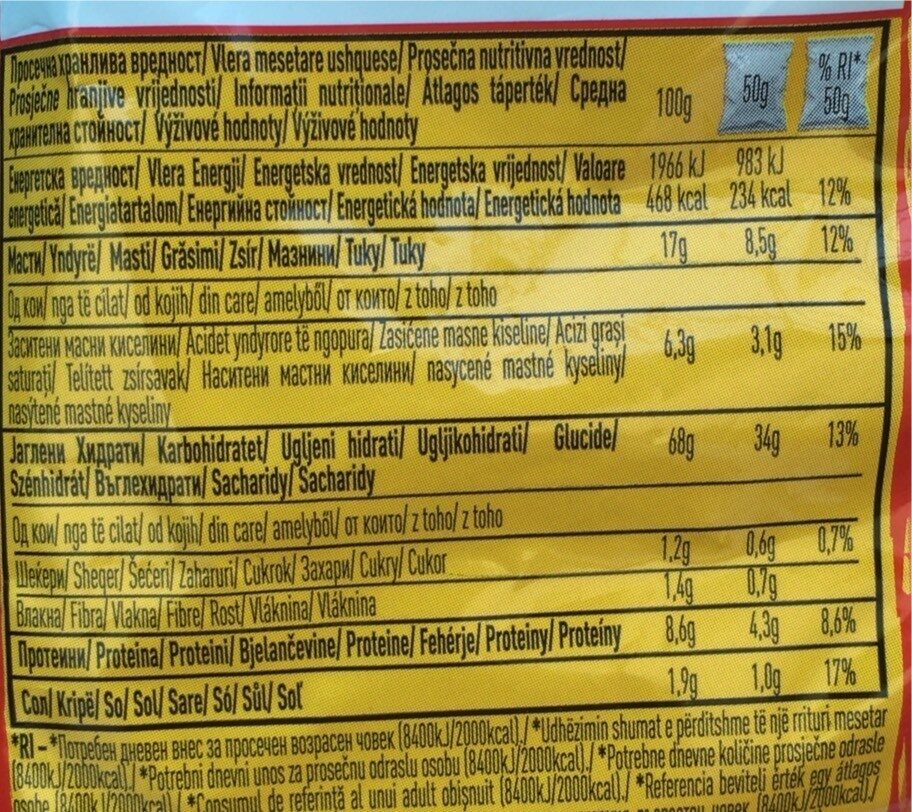 Просечна хранлива вредност/ Vlera mesetare ushquese/ Prosečna nutritivna vrednost/
Prosječne hranjive vrijednosti/ Informații nutriționale/ Átlagos tápérték/ Средна
хранителна стойност/ Výživové hodnoty/ Výživové hodnoty
100g 50g % RI* 50g
Енергетска вредност/ Vlera Energji/ Energetska vrednost/ Energetska vrijednost/ Valoare 1966 kJ 983 kJ
energetică/ Energiatartalom/ Енергийна стойност/ Energetická hodnota/ Energetická hodnota 468 kcal 234 kcal 12%
Масти/ Yndyrë/ Masti/ Grăsimi/ Zsír/ Мазнини/ Tuky/ Tuky 17g 8,5g 12%
Од кои/ nga të cilat/ od kojih/ din care/ amelyből/ от които/ z toho/ z toho
Заситени масни киселини/ Acidet yndyrore të ngopura/ Zasićene masne kiseline/ Acizi grași 6,3g 3,1g 15%
saturați/ Telített zsírsavak/ Наситени мастни киселини/ nasycené mastné kyseliny/
nasýtené mastné kyseliny
Јаглени Хидрати/ Karbohidratet/ Ugljeni hidrati/ Ugljikohidrati/ Glucide/ 68g 34g 13%
Szénhidrát/ Въглехидрати/ Sacharidy/ Sacharidy
Од кои/ nga të cilat/ od kojih/ din care/ amelyből/ от които/ z toho/ z toho
Шеќери/ Sheqer/ Šećeri/ Zaharuri/ Cukrok/ Захари/ Cukry/ Cukor 1,2g 0,6g 0,7%
Влакна/ Fibra/ Vlakna/ Fibre/ Rost/ Vláknina/ Vláknina 1,4g 0,7g
Протеини/ Proteina/ Proteini/ Bjelančevine/ Proteine/ Fehérje/ Proteiny/ Proteíny 8,6g 4,3g 8,6%
Сол/ Kripë/ So/ Sol/ Sare/ Só/ Sůl/ Soľ 1,9g 1,0g 17%
*RI – *Потребен дневен внес за просечен возрасен човек (8400kJ/2000kcal)./ *Udhëzimin shumat e përditshme të një rrituri mesetar
(8400kJ/2000kcal)./ *Potrebni dnevni unos za prosečnu odraslu osobu (8400kJ/2000kcal)./ *Potrebne dnevne količine prosječne odrasle
osobe (8400kJ/2000kcal)./ *Consumul de referință al unui adult obișnuit (8400kJ/2000kcal)./ *Referencia beviteli érték egy átlagos
(8400kJ/2000kcal)./